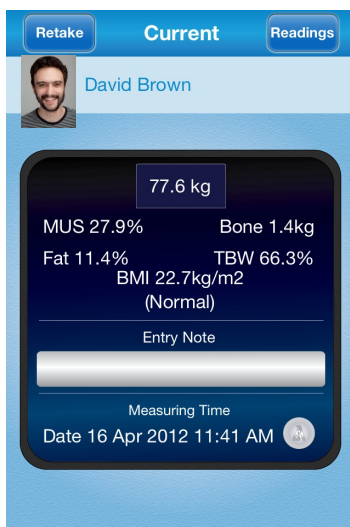 Retake Current Readings
David Brown
77.6 kg
MUS 27.9% Bone 1.4kg
Fat 11.4% TBW 66.3%
BMI 22.7kg/m2
(Normal)
Entry Note
Measuring Time
Date 16 Apr 2012 11:41 AM